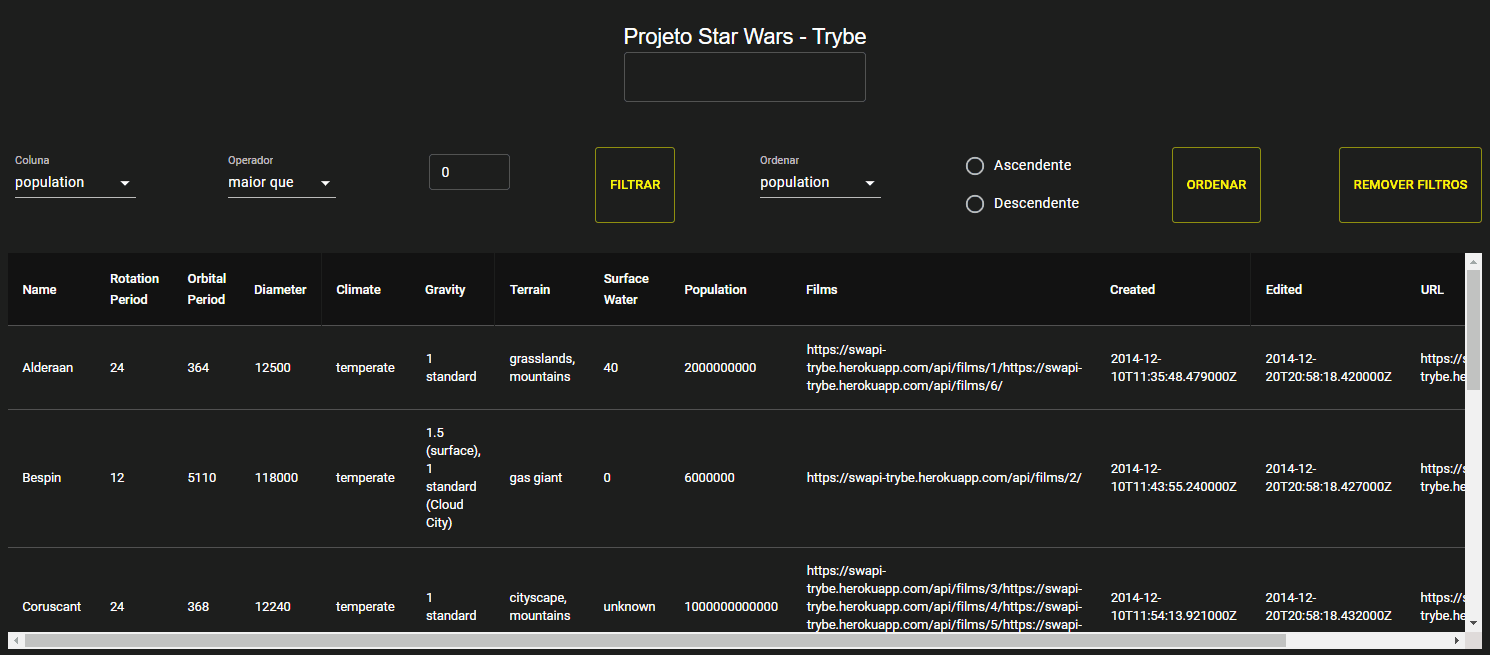 Projeto Star Wars - Trybe
Coluna
population
Operador
maior que
0
FILTRAR
Ordenar
population
Ascendente
Descendente
ORDENAR
REMOVER FILTROS
Name
Rotation
Period
Orbital
Period
Diameter
Climate
Gravity
Terrain
Surface
Water
Population
Films
Created
Edited
URL
Alderaan
24
364
12500
temperate
1
standard
grasslands,
mountains
40
2000000000
https://swapi-
trybe.herokuapp.com/api/films/1/https://swapi-
trybe.herokuapp.com/api/films/6/
2014-12-
10T11:35:48.479000Z
2014-12-
20T20:58:18.420000Z
https://s
trybe.he
Bespin
12
5110
118000
temperate
1.5
(surface),
1
standard
(Cloud
City)
gas giant
0
6000000
https://swapi-trybe.herokuapp.com/api/films/2/
2014-12-
10T11:43:55.240000Z
2014-12-
20T20:58:18.427000Z
https://s
trybe.he
Coruscant
24
368
12240
temperate
1
standard
cityscape,
mountains
unknown
1000000000000
https://swapi-
trybe.herokuapp.com/api/films/3/https://swapi-
trybe.herokuapp.com/api/films/4/https://swapi-
trybe.herokuapp.com/api/films/5/https://swapi-
2014-12-
10T11:54:13.921000Z
2014-12-
20T20:58:18.432000Z
https://s
trybe.he